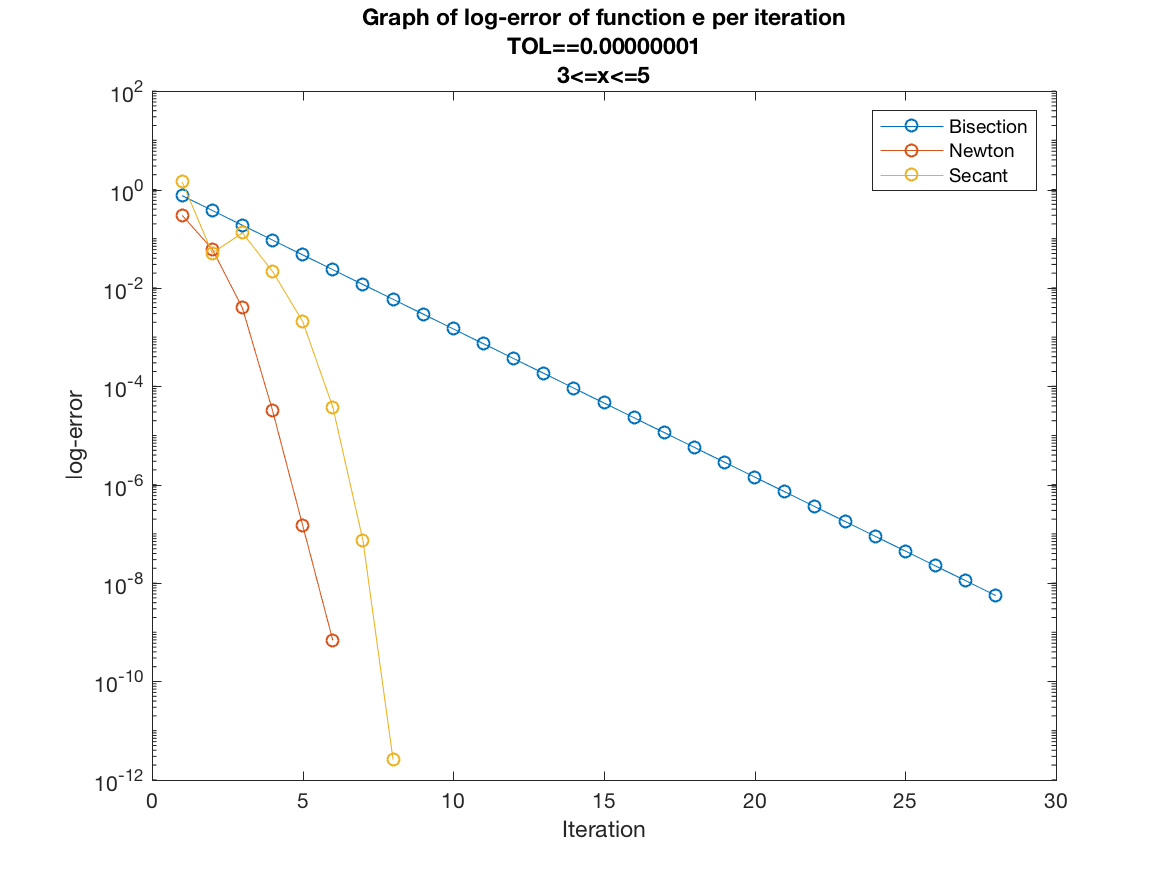 Graph of log-error of function e per iteration
TOL==0.00000001
3<=x<=5
Bisection
Newton
Secant
log-error
10^2
10^0
10^-2
10^-4
10^-6
10^-8
10^-10
10^-12
0 5 10 15 20 25 30
Iteration